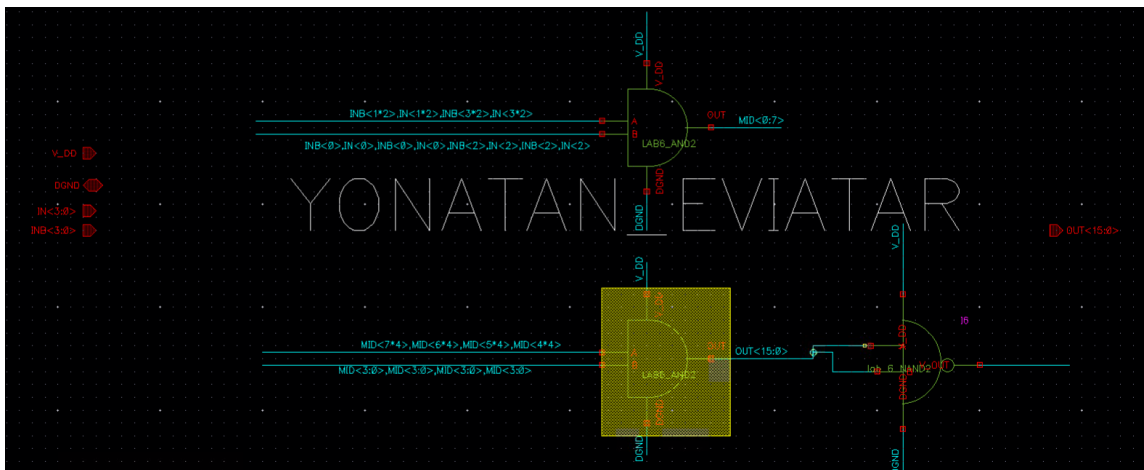 V_DD
V_DD
OUT
INB<1*2>,IN<1*2>,INB<3*2>,IN<3*2>
A
MID<0:7>
B
INB<0>,IN<0>,INB<0>,IN<0>,INB<2>,IN<2>,INB<2>,IN<2>
LAB6_AND2
V_DD
DGND
DGND
IN<3:0>
INB<3:0>
DGND
YONATAN_EVIATAR
OUT<15:0>
V_DD
V_DD
V_DD
I6
OUT
V_DD
MID<7*4>,MID<6*4>,MID<5*4>,MID<4*4>
A
OUT<15:0>
MID<3:0>,MID<3:0>,MID<3:0>,MID<3:0>
B
LAB6_AND2
lab_6_NAND2
DGND
DGND
DGND
DGND